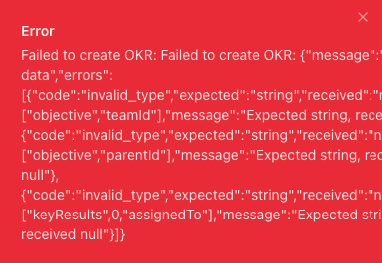 Error
Failed to create OKR: Failed to create OKR: {"message":"
data","errors":
[{"code":"invalid_type","expected":"string","received":"n
["objective","teamId"],"message":"Expected string, rece
{"code":"invalid_type","expected":"string","received":"n
["objective","parentId"],"message":"Expected string, rec
null"},
{"code":"invalid_type","expected":"string","received":"n
["keyResults",0,"assignedTo"],"message":"Expected stri
received null"}]}